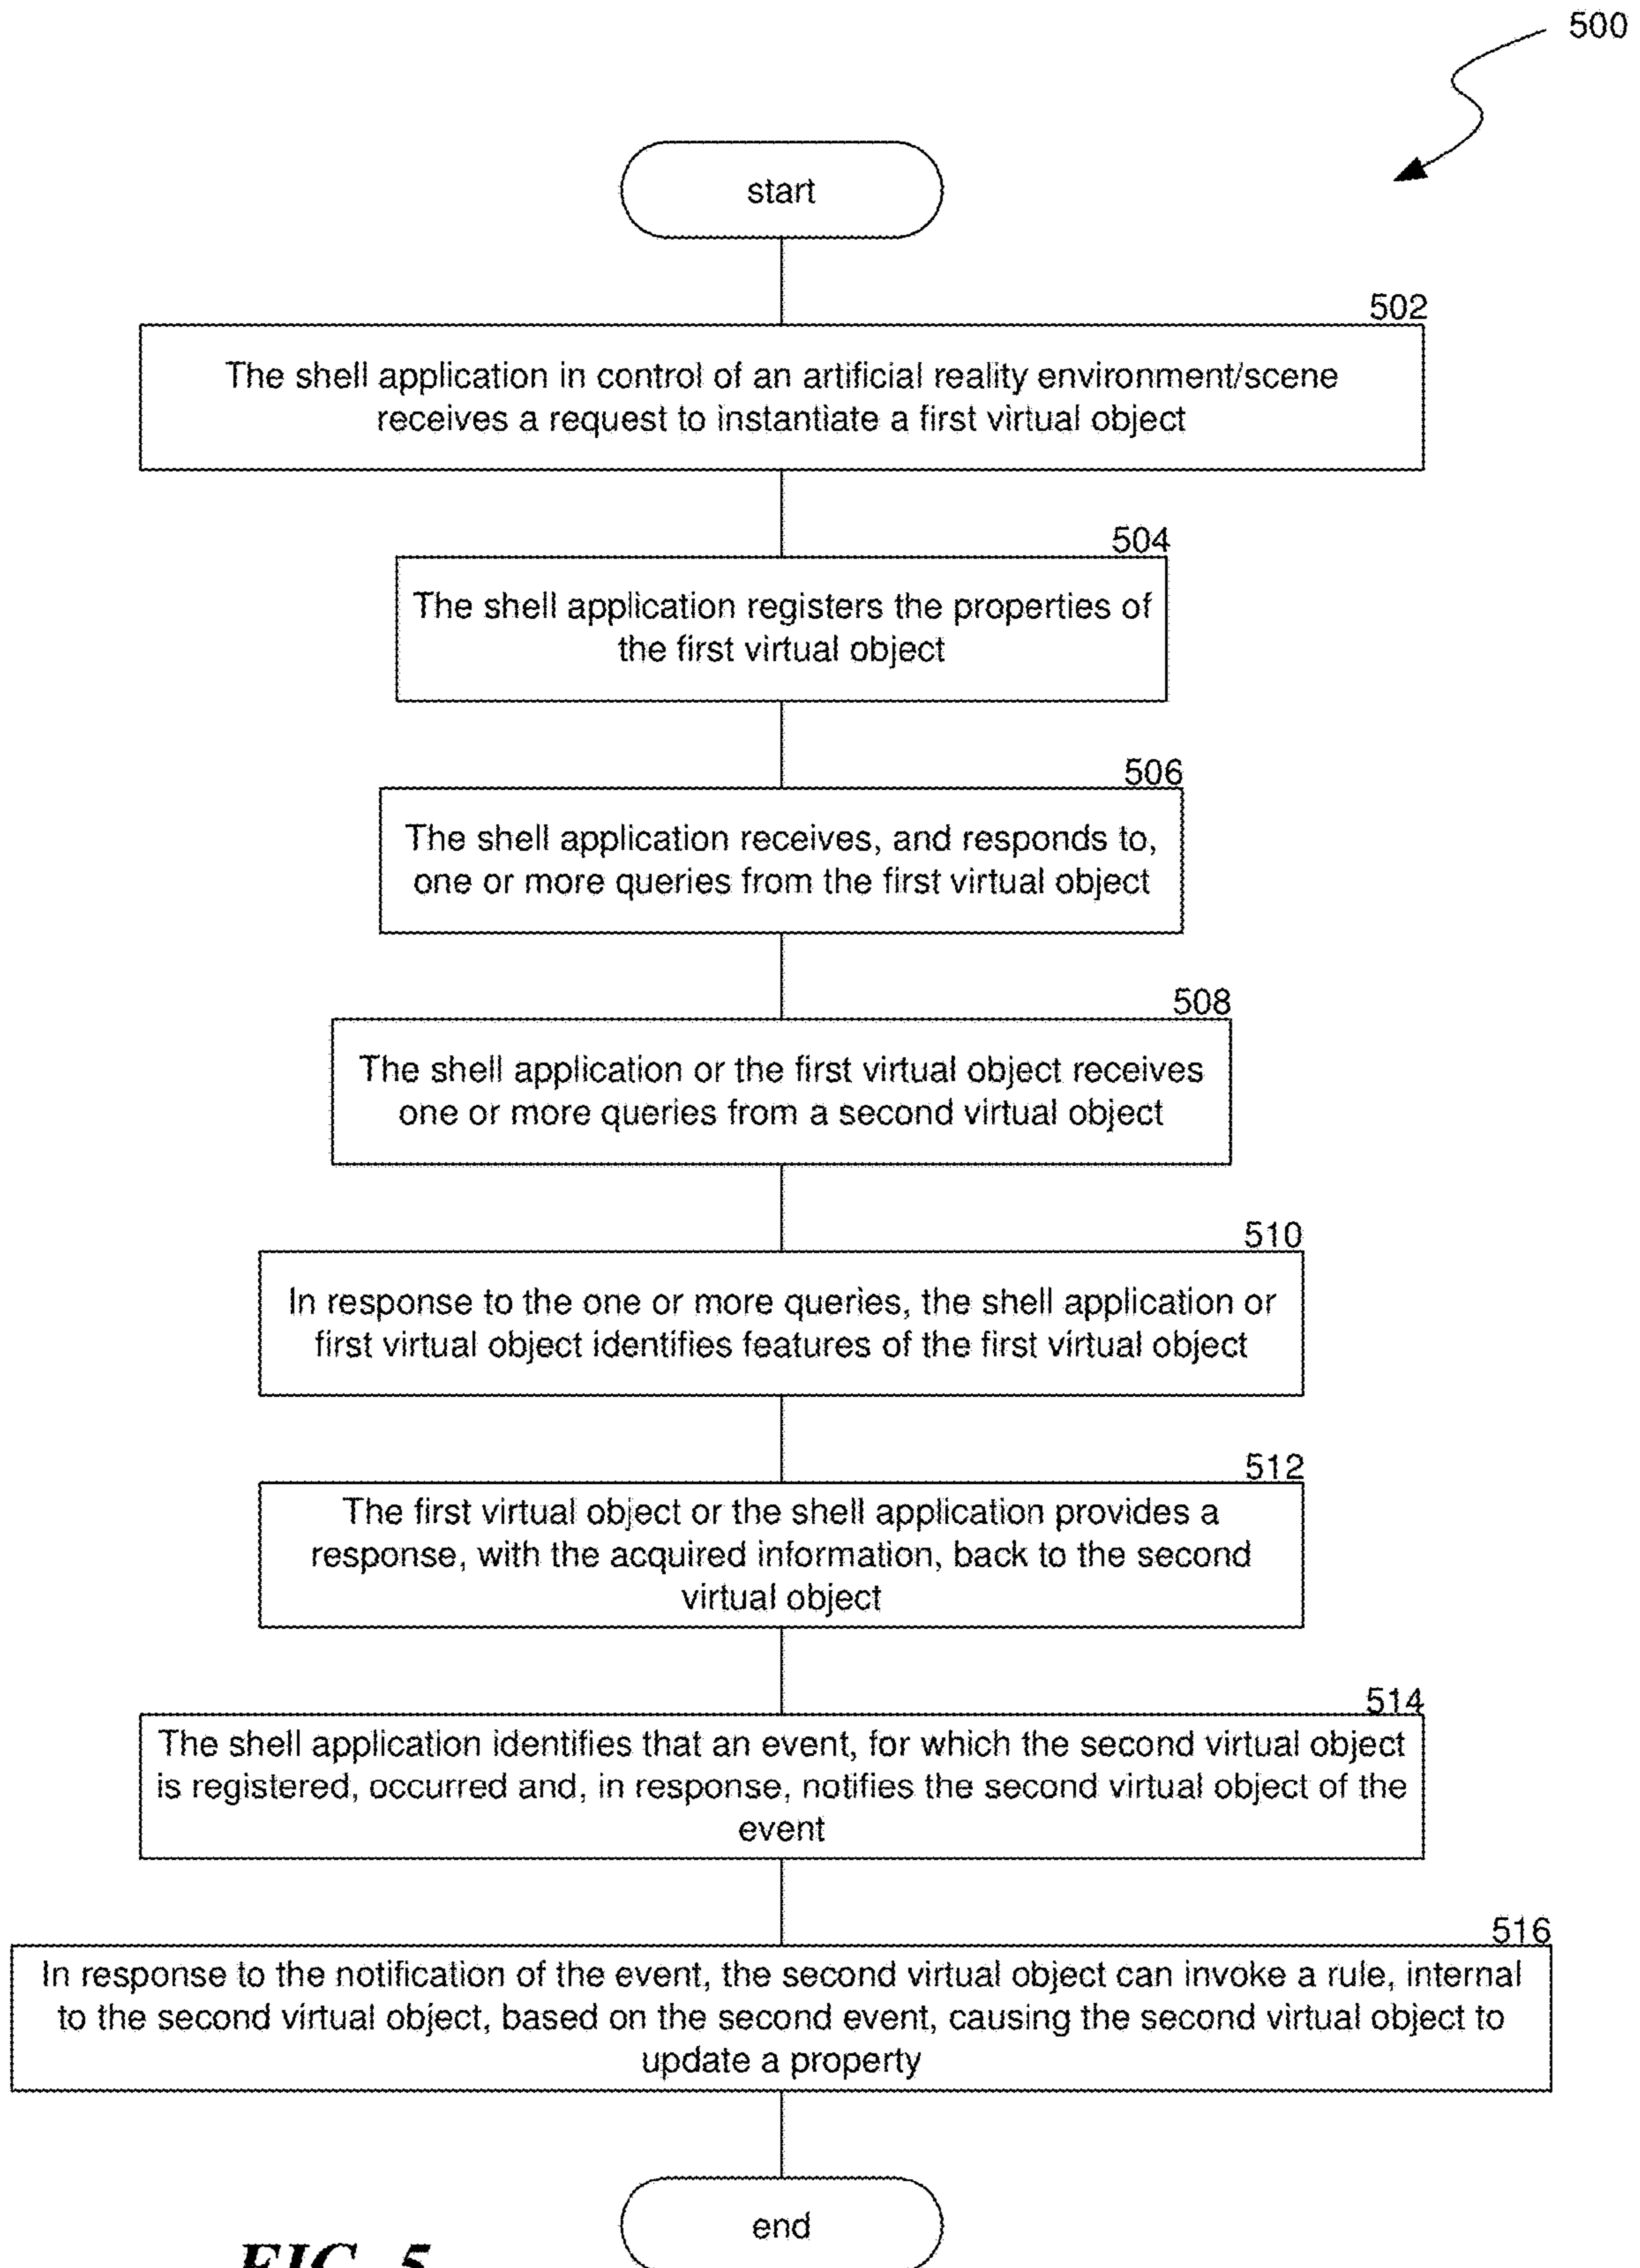 500
start
502
The shell application in control of an artificial reality environment/scene
receives a request to instantiate a first virtual object
504
The shell application registers the properties of
the first virtual object
506
The shell application receives, and responds to,
one or more queries from the first virtual object
508
The shell application or the first virtual object receives
one or more queries from a second virtual object
510
In response to the one or more queries, the shell application or
first virtual object identifies features of the first virtual object
512
The first virtual object or the shell application provides a
response, with the acquired information, back to the second
virtual object
514
The shell application identifies that an event, for which the second virtual object
is registered, occurred and, in response, notifies the second virtual object of the
event
516
In response to the notification of the event, the second virtual object can invoke a rule, internal
to the second virtual object, based on the second event, causing the second virtual object to
update a property
end
FIG. 5